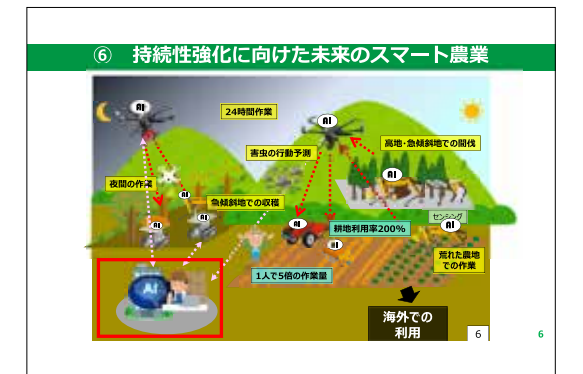 ⑥ 持続性強化に向けた未来のスマート農業
24時間作業
AI
AI
害虫の行動予測
高地・急傾斜地での間伐
AI
夜間の作業
AI
急傾斜地での収穫
AI
AI
センシング
AI
耕地利用率200%
AI
荒れた農地
での作業
1人で5倍の作業量
AI
海外での
利用
6
6